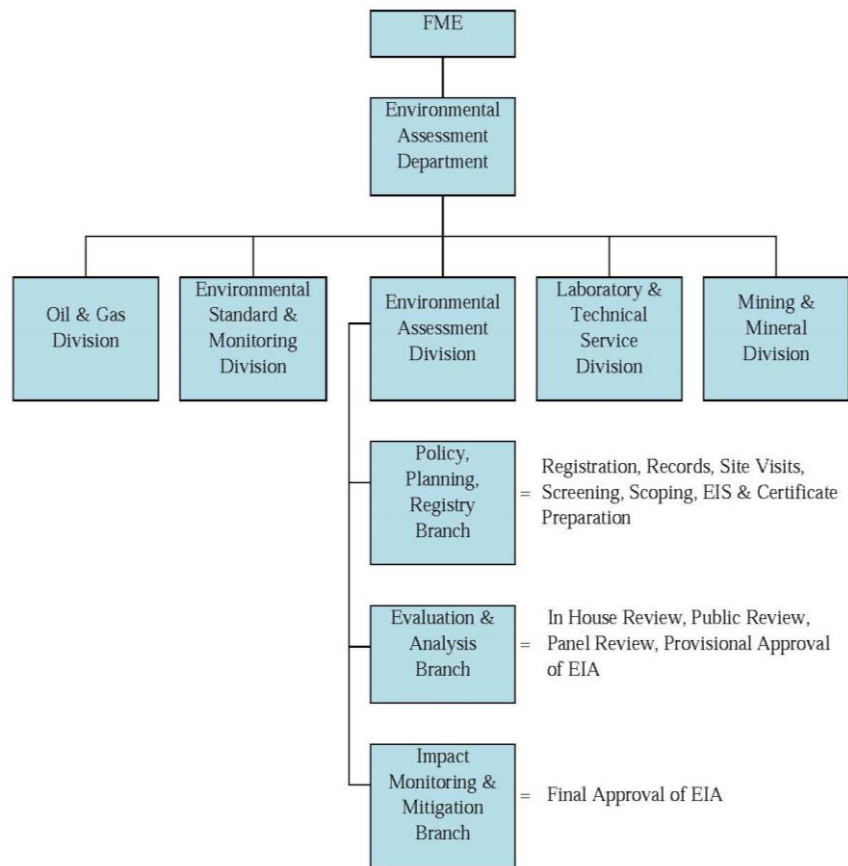 FME
Environmental
Assessment
Department
Oil & Gas
Division
Environmental
Standard &
Monitoring
Division
Environmental
Assessment
Division
Laboratory &
Technical
Service
Division
Mining &
Mineral
Division
Policy,
Planning,
Registry
Branch
= Registration, Records, Site Visits,
Screening, Scoping, EIS & Certificate
Preparation
Evaluation &
Analysis
Branch
= In House Review, Public Review,
Panel Review, Provisional Approval
of EIA
Impact
Monitoring &
Mitigation
Branch
= Final Approval of EIA